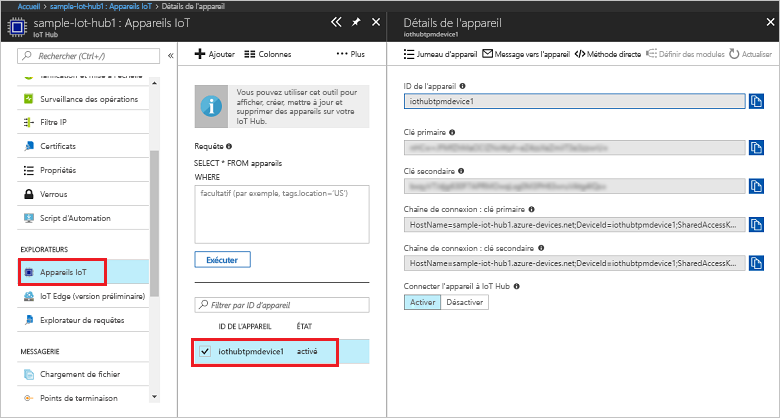 Accueil > sample-Iot-hub1 : Appareils IoT > Détails de l'appareil
sample-iot-hub1 : Appareils IoT
IoT Hub
Rechercher (Ctrl+/)
Surveillance des opérations
Filtre IP
Certificats
Propriétés
Verrous
Script d'Automation
EXPLORATEURS
Appareils IoT
IoT Edge (version préliminaire)
Explorateur de requêtes
MESSAGERIE
Chargement de fichier
Points de terminaison
Ajouter
Colonnes
Plus
Vous pouvez utiliser cet outil pour
afficher, créer, mettre à jour et
supprimer des appareils sur votre
IoT Hub.
Requête
SELECT * FROM appareils
WHERE
facultatif (par exemple, tags.location='US')
Exécuter
Filtrer par ID d'appareil
ID DE L'APPAREIL ÉTAT
iothubtpmdevice1 activé
Détails de l'appareil
iothubtpmdevice1
Jumeau d'appareil
Message vers l'appareil
Méthode directe
Définir des modules
Actualiser
ID de l'appareil
iothubtpmdevice1
Clé primaire
Clé secondaire
Chaîne de connexion : clé primaire
HostName=sample-iot-hub1.azure-devices.net;DeviceId=iothubtpmdevice1;SharedAccessK...
Chaîne de connexion : clé secondaire
HostName=sample-iot-hub1.azure-devices.net;DeviceId=iothubtpmdevice1;SharedAccessK...
Connecter l'appareil à IoT Hub
Activer Désactiver